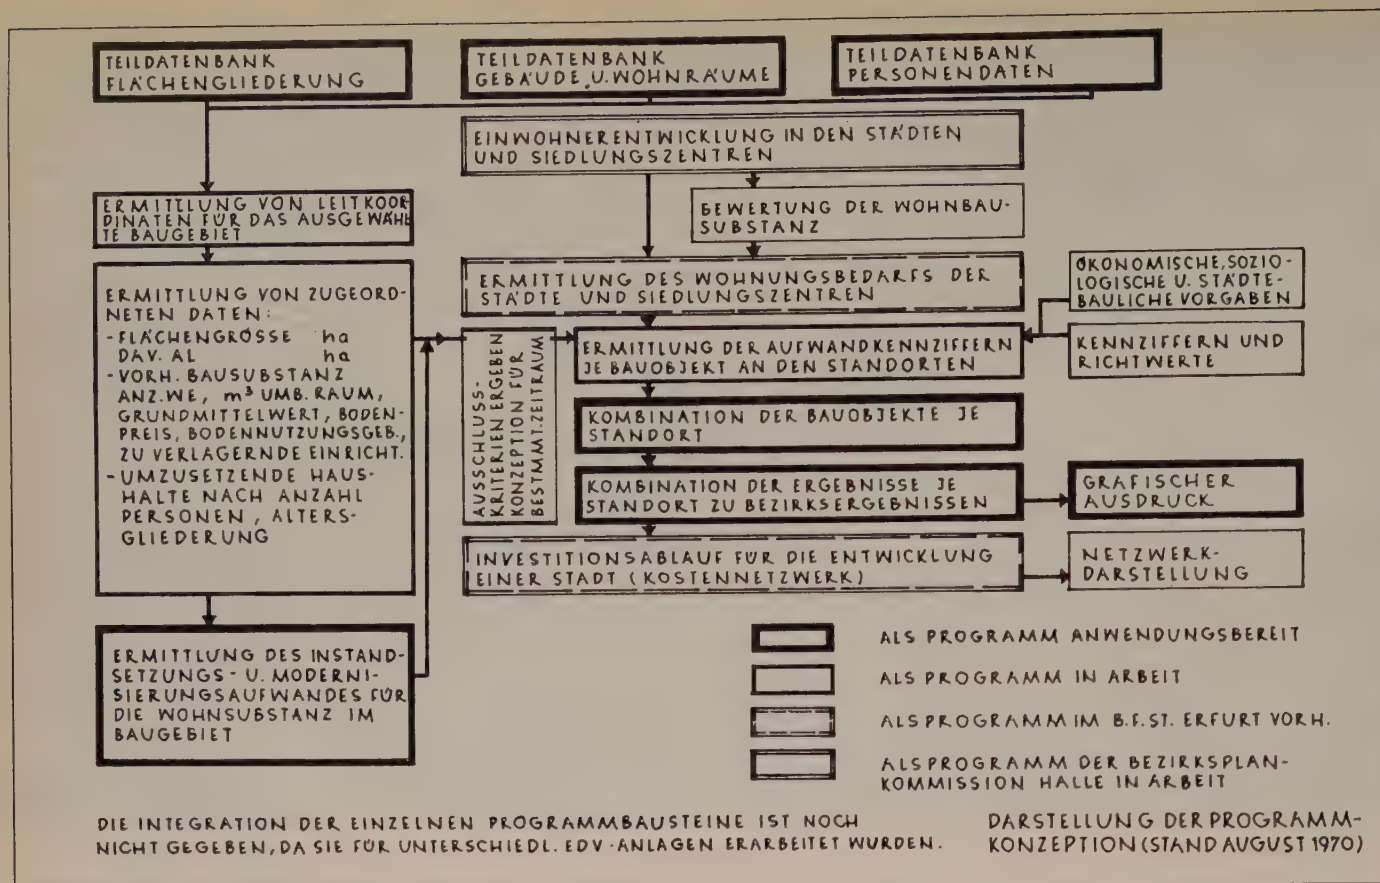 TEILDATENBANK
FLÄCHENGLIEDERUNG
TEILDATENBANK
GEBÄUDE U. WOHNRÄUME
TEILDATENBANK
PERSONENDATEN
EINWOHNERENTWICKLUNG IN DEN STÄDTEN
UND SIEDLUNGSZENTREN
ERMITTLUNG VON LEITKOOR-
DINATEN FÜR DAS AUSGEWÄHL
TE BAUGEBIET
BEWERTUNG DER WOHNBAU-
SUBSTANZ
ERMITTLUNG DES WOHNUNGSBEDARFS DER
STÄDTE UND SIEDLUNGSZENTREN
ÖKONOMISCHE, SOZIO-
LOGISCHE U. STÄDTE-
BAULICHE VORGABEN
ERMITTLUNG VON ZUGEORD-
NETEN DATEN:
- FLÄCHENGRÖSSE ha
DAV. AL ha
- VORH. BAUSUBSTANZ
ANZ. WE, m³ UMB. RAUM,
GRUNDMITTELWERT, BODEN-
PREIS, BODENNUTZUNGSGEB.,
ZU VERLAGERNDE EINRICHT.
- UMZUSETZENDE HAUS-
HALTE NACH ANZAHL
PERSONEN, ALTERS-
GLIEDERUNG
AUSSCHLUSS-
KRITERIEN ERGEBEN
KONZEPTION FÜR
BESTMMT. ZEITRAUM
ERMITTLUNG DER AUFWANDKENNZIFFERN
JE BAUOBJEKT AN DEN STANDORTEN
KENNZIFFERN UND
RICHTWERTE
KOMBINATION DER BAUOBJEKTE JE
STANDORT
KOMBINATION DER ERGEBNISSE JE
STANDORT ZU BEZIRKSERGEBNISSEN
GRAFISCHER
AUSDRUCK
INVESTITIONSABLAUF FÜR DIE ENTWICKLUNG
EINER STADT (KOSTENNETZWERK)
NETZWERK-
DARSTELLUNG
ERMITTLUNG DES INSTAND-
SETZUNGS- U. MODERNI-
SIERUNGSAUFWANDES FÜR
DIE WOHNSUBSTANZ IM
BAUGEBIET
ALS PROGRAMM ANWENDUNGSBEREIT
ALS PROGRAMM IN ARBEIT
ALS PROGRAMM IM B.F.ST. ERFURT VORH.
ALS PROGRAMM DER BEZIRKSPLAN-
KOMMISSION HALLE IN ARBEIT
DIE INTEGRATION DER EINZELNEN PROGRAMMBAUSTEINE IST NOCH
NICHT GEGEBEN, DA SIE FÜR UNTERSCHIEDL. EDV-ANLAGEN ERARBEITET WURDEN.
DARSTELLUNG DER PROGRAMM-
KONZEPTION (STAND AUGUST 1970)